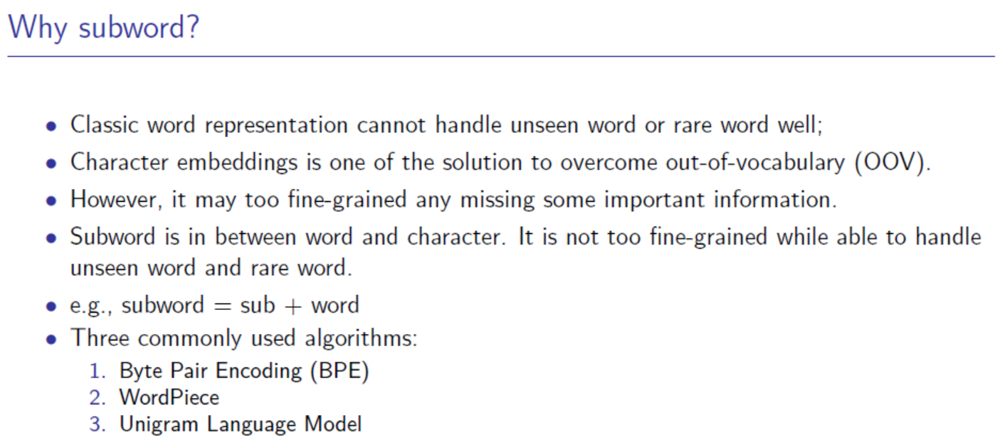 Why subword?
• Classic word representation cannot handle unseen word or rare word well;
• Character embeddings is one of the solution to overcome out-of-vocabulary (OOV).
• However, it may too fine-grained any missing some important information.
• Subword is in between word and character. It is not too fine-grained while able to handle
unseen word and rare word.
• e.g., subword = sub + word
• Three commonly used algorithms:
1. Byte Pair Encoding (BPE)
2. WordPiece
3. Unigram Language Model